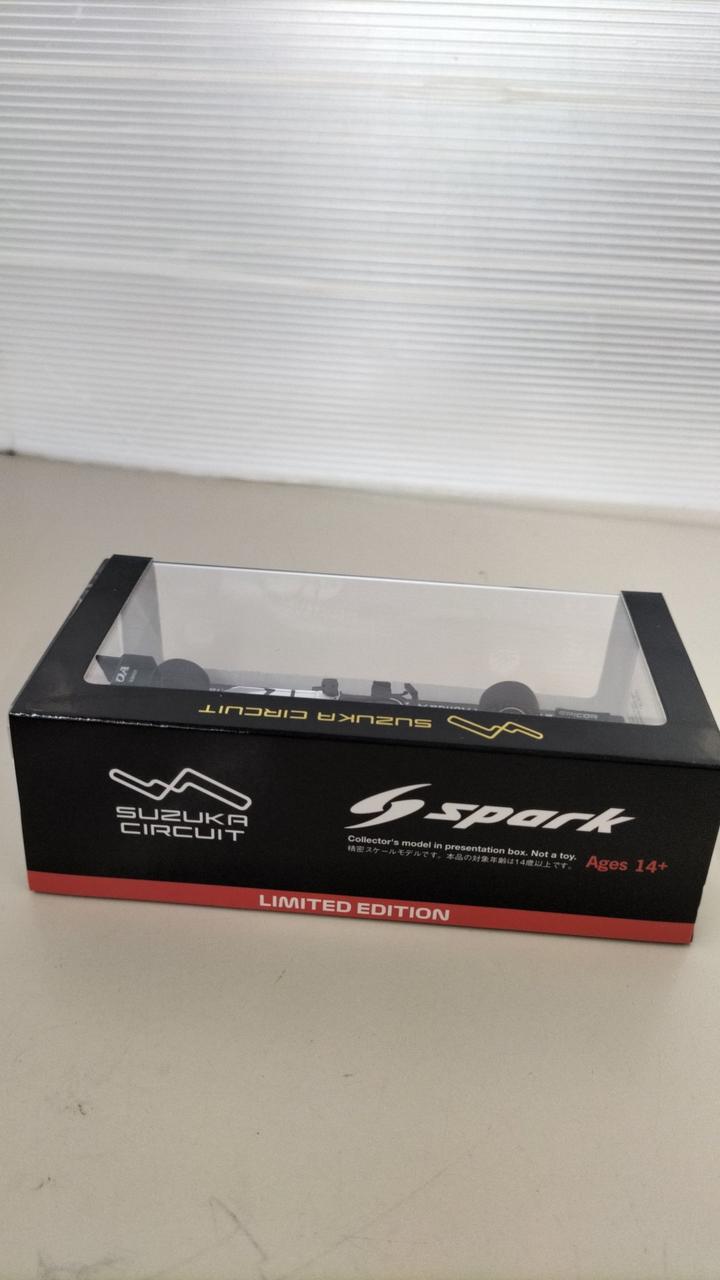 SUZUKA CIRCUIT
SUZUKA
CIRCUIT
spark
Collector's model in presentation box. Not a toy.
精密スケールモデルです。本品の対象年齢は14歳以上です。
Ages 14+
LIMITED EDITION